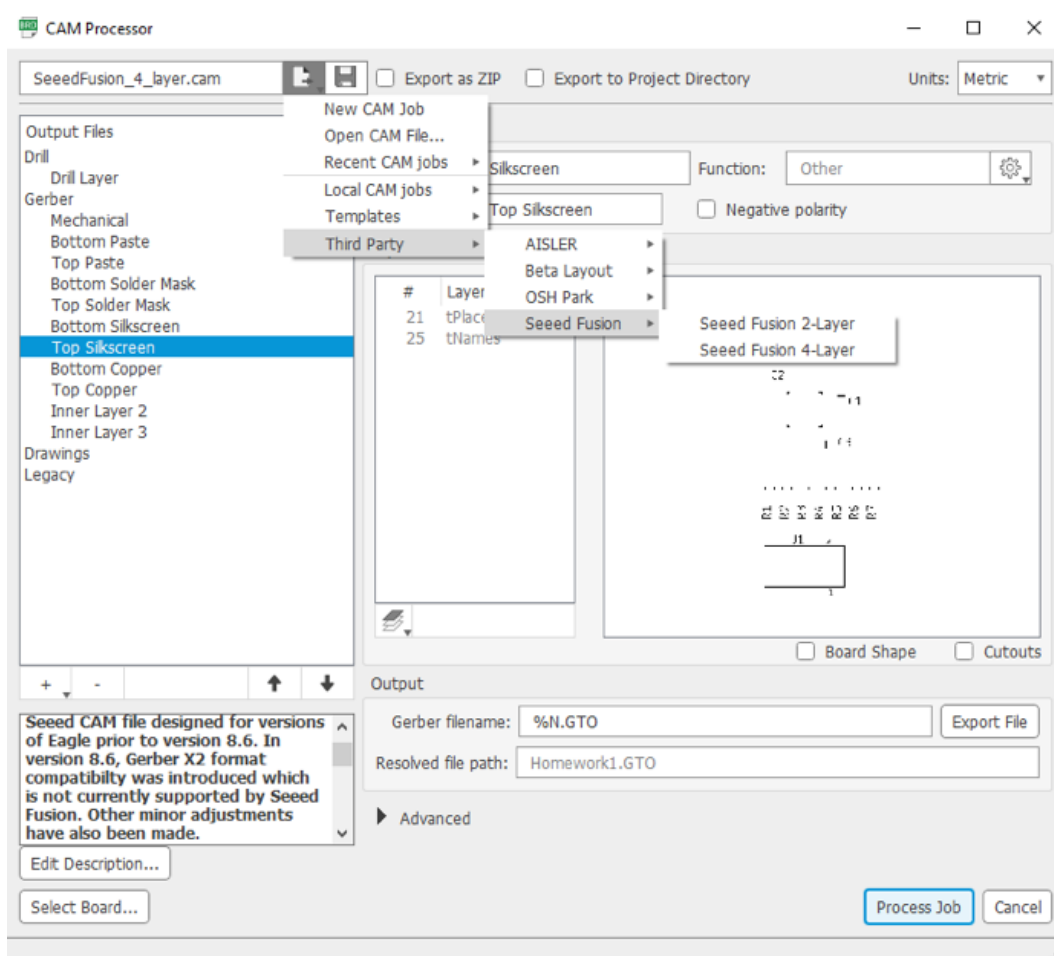 CAM Processor
SeeedFusion_4_layer.cam
Export as ZIP
Export to Project Directory
Units:
Metric
New CAM Job
Open CAM File...
Recent CAM jobs
Local CAM jobs
Templates
Third Party
AISLER
Beta Layout
OSH Park
Seeed Fusion
Seeed Fusion 2-Layer
Seeed Fusion 4-Layer
Output Files
Drill
Drill Layer
Gerber
Mechanical
Bottom Paste
Top Paste
Bottom Solder Mask
Top Solder Mask
Bottom Silkscreen
Top Silkscreen
Bottom Copper
Top Copper
Inner Layer 2
Inner Layer 3
Drawings
Legacy
Silkscreen
Function:
Other
Top Silkscreen
Negative polarity
# Layer
21 tPlace
25 tNames
J1
1
Board Shape
Cutouts
+ -
Seeed CAM file designed for versions
of Eagle prior to version 8.6. In
version 8.6, Gerber X2 format
compatibilty was introduced which
is not currently supported by Seeed
Fusion. Other minor adjustments
have also been made.
Output
Gerber filename:
%N.GTO
Export File
Resolved file path:
Homework1.GTO
Advanced
Edit Description...
Select Board...
Process Job
Cancel